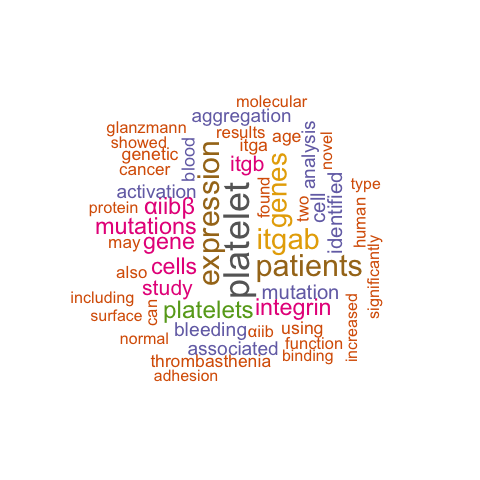 molecular
aggregation
glanzmann
results
itga
age
showed
blood
analysis
novel
genetic
itgb
cancer
expression
genes
type
activation
platelet
found
two
cell
identified
human
protein
αiibβ
mutations
may
gene
itgab
significantly
cells
patients
also
study
mutation
including
can
platelets
integrin
surface
bleeding
αiib
using
increased
normal
associated
function
thrombasthenia
binding
adhesion